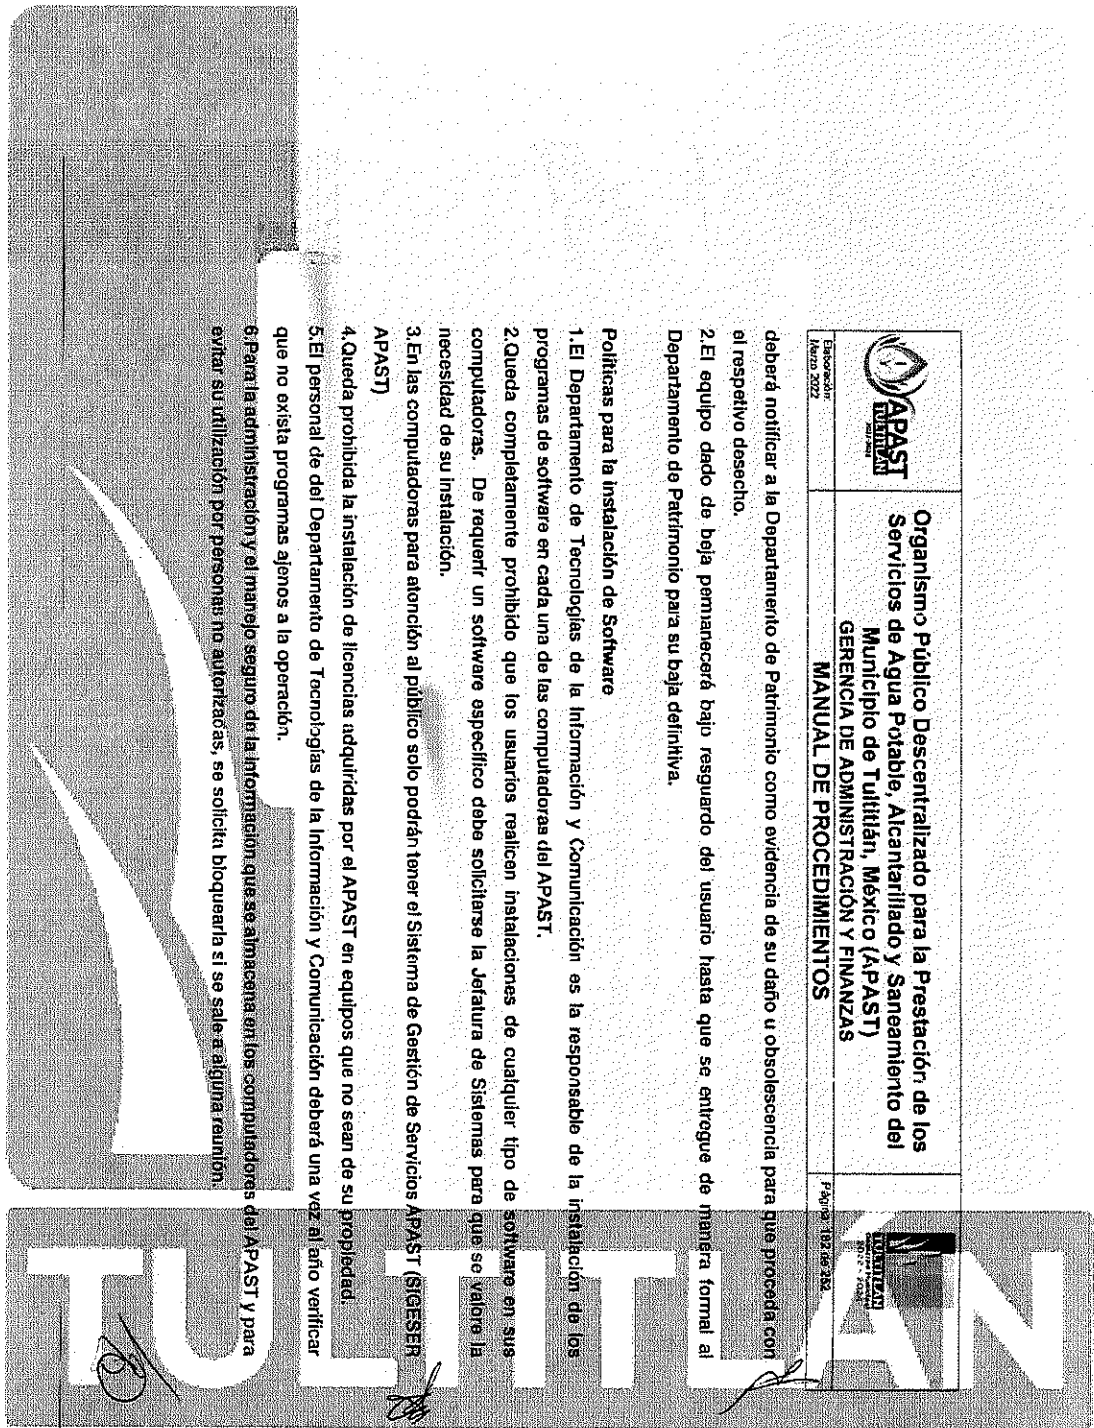 APAST
TULTITLÁN
Elaboración:
Marzo 2022
Organismo Público Descentralizado para la Prestación de los
Servicios de Agua Potable, Alcantarillado y Saneamiento del
Municipio de Tultitlán, México (APAST)
GERENCIA DE ADMINISTRACIÓN Y FINANZAS
MANUAL DE PROCEDIMIENTOS
TULTITLÁN
Página: 182 de 262
deberá notificar a la Departamento de Patrimonio como evidencia de su daño u obsolescencia para que proceda con
el respetivo desecho.
2.El equipo dado de baja permanecerá bajo resguardo del usuario hasta que se entregue de manera formal al
Departamento de Patrimonio para su baja definitiva.
Políticas para la instalación de Software
1.El Departamento de Tecnologías de la Información y Comunicación es la responsable de la instalación de los
programas de software en cada una de las computadoras del APAST.
2.Queda completamente prohibido que los usuarios realicen instalaciones de cualquier tipo de software en sus
computadoras. De requerir un software específico debe solicitarse la Jefatura de Sistemas para que se valore la
necesidad de su instalación.
3.En las computadoras para atención al público solo podrán tener el Sistema de Gestión de Servicios APAST (SIGESER
APAST)
4.Queda prohibida la instalación de licencias adquiridas por el APAST en equipos que no sean de su propiedad.
5.El personal de del Departamento de Tecnologías de la Información y Comunicación deberá una vez al año verificar
que no exista programas ajenos a la operación.
6.Para la administración y el manejo seguro de la información que se almacena en los computadores del APAST y para
evitar su utilización por personas no autorizadas, se solicita bloquearla si se sale a alguna reunión.
TULTITLÁN